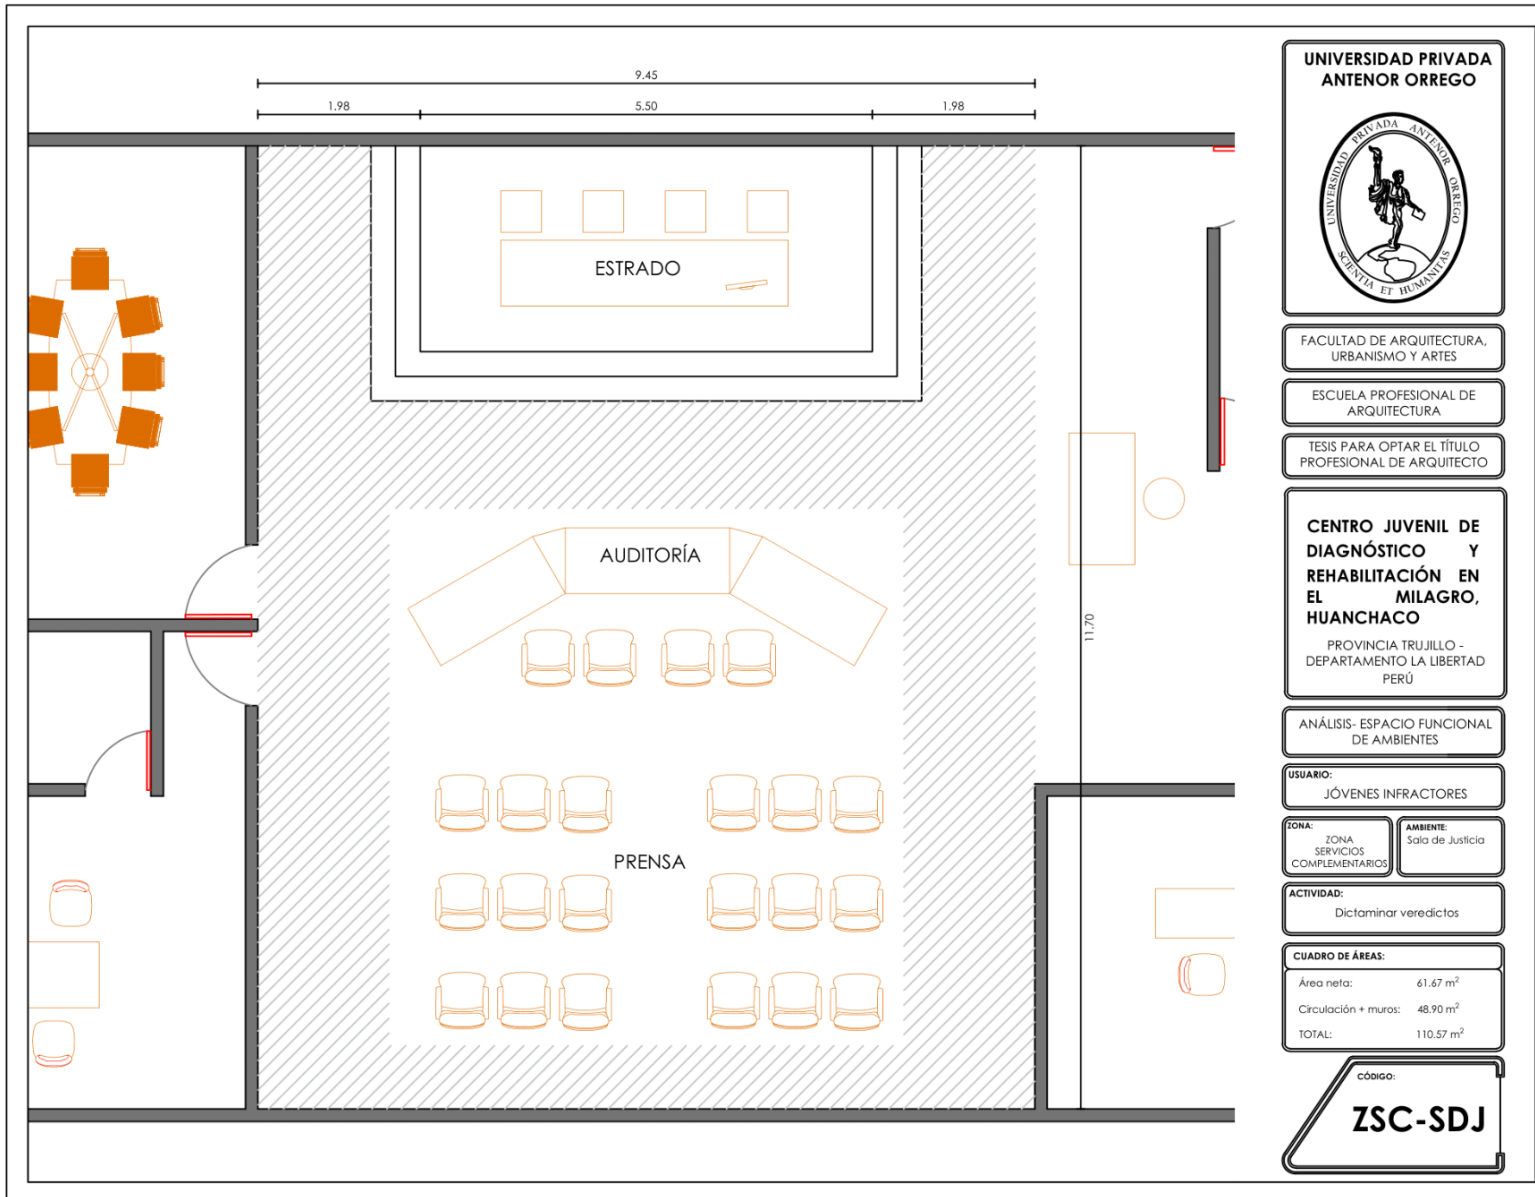 9.45
1.98
5.50
1.98
ESTRADO
AUDITORÍA
11.70
PRENSA
UNIVERSIDAD PRIVADA
ANTENOR ORREGO
UNIVERSIDAD PRIVADA ANTENOR ORREGO
SCIENTIA ET HUMANITAS
FACULTAD DE ARQUITECTURA,
URBANISMO Y ARTES
ESCUELA PROFESIONAL DE
ARQUITECTURA
TESIS PARA OPTAR EL TÍTULO
PROFESIONAL DE ARQUITECTO
CENTRO JUVENIL DE
DIAGNÓSTICO Y
REHABILITACIÓN EN
EL MILAGRO,
HUANCHACO
PROVINCIA TRUJILLO -
DEPARTAMENTO LA LIBERTAD
PERÚ
ANÁLISIS- ESPACIO FUNCIONAL
DE AMBIENTES
USUARIO:
JÓVENES INFRACTORES
ZONA:
ZONA
SERVICIOS
COMPLEMENTARIOS
AMBIENTE:
Sala de Justicia
ACTIVIDAD:
Dictaminar veredictos
CUADRO DE ÁREAS:
Área neta: 61.67 m²
Circulación + muros: 48.90 m²
TOTAL: 110.57 m²
CÓDIGO:
ZSC-SDJ